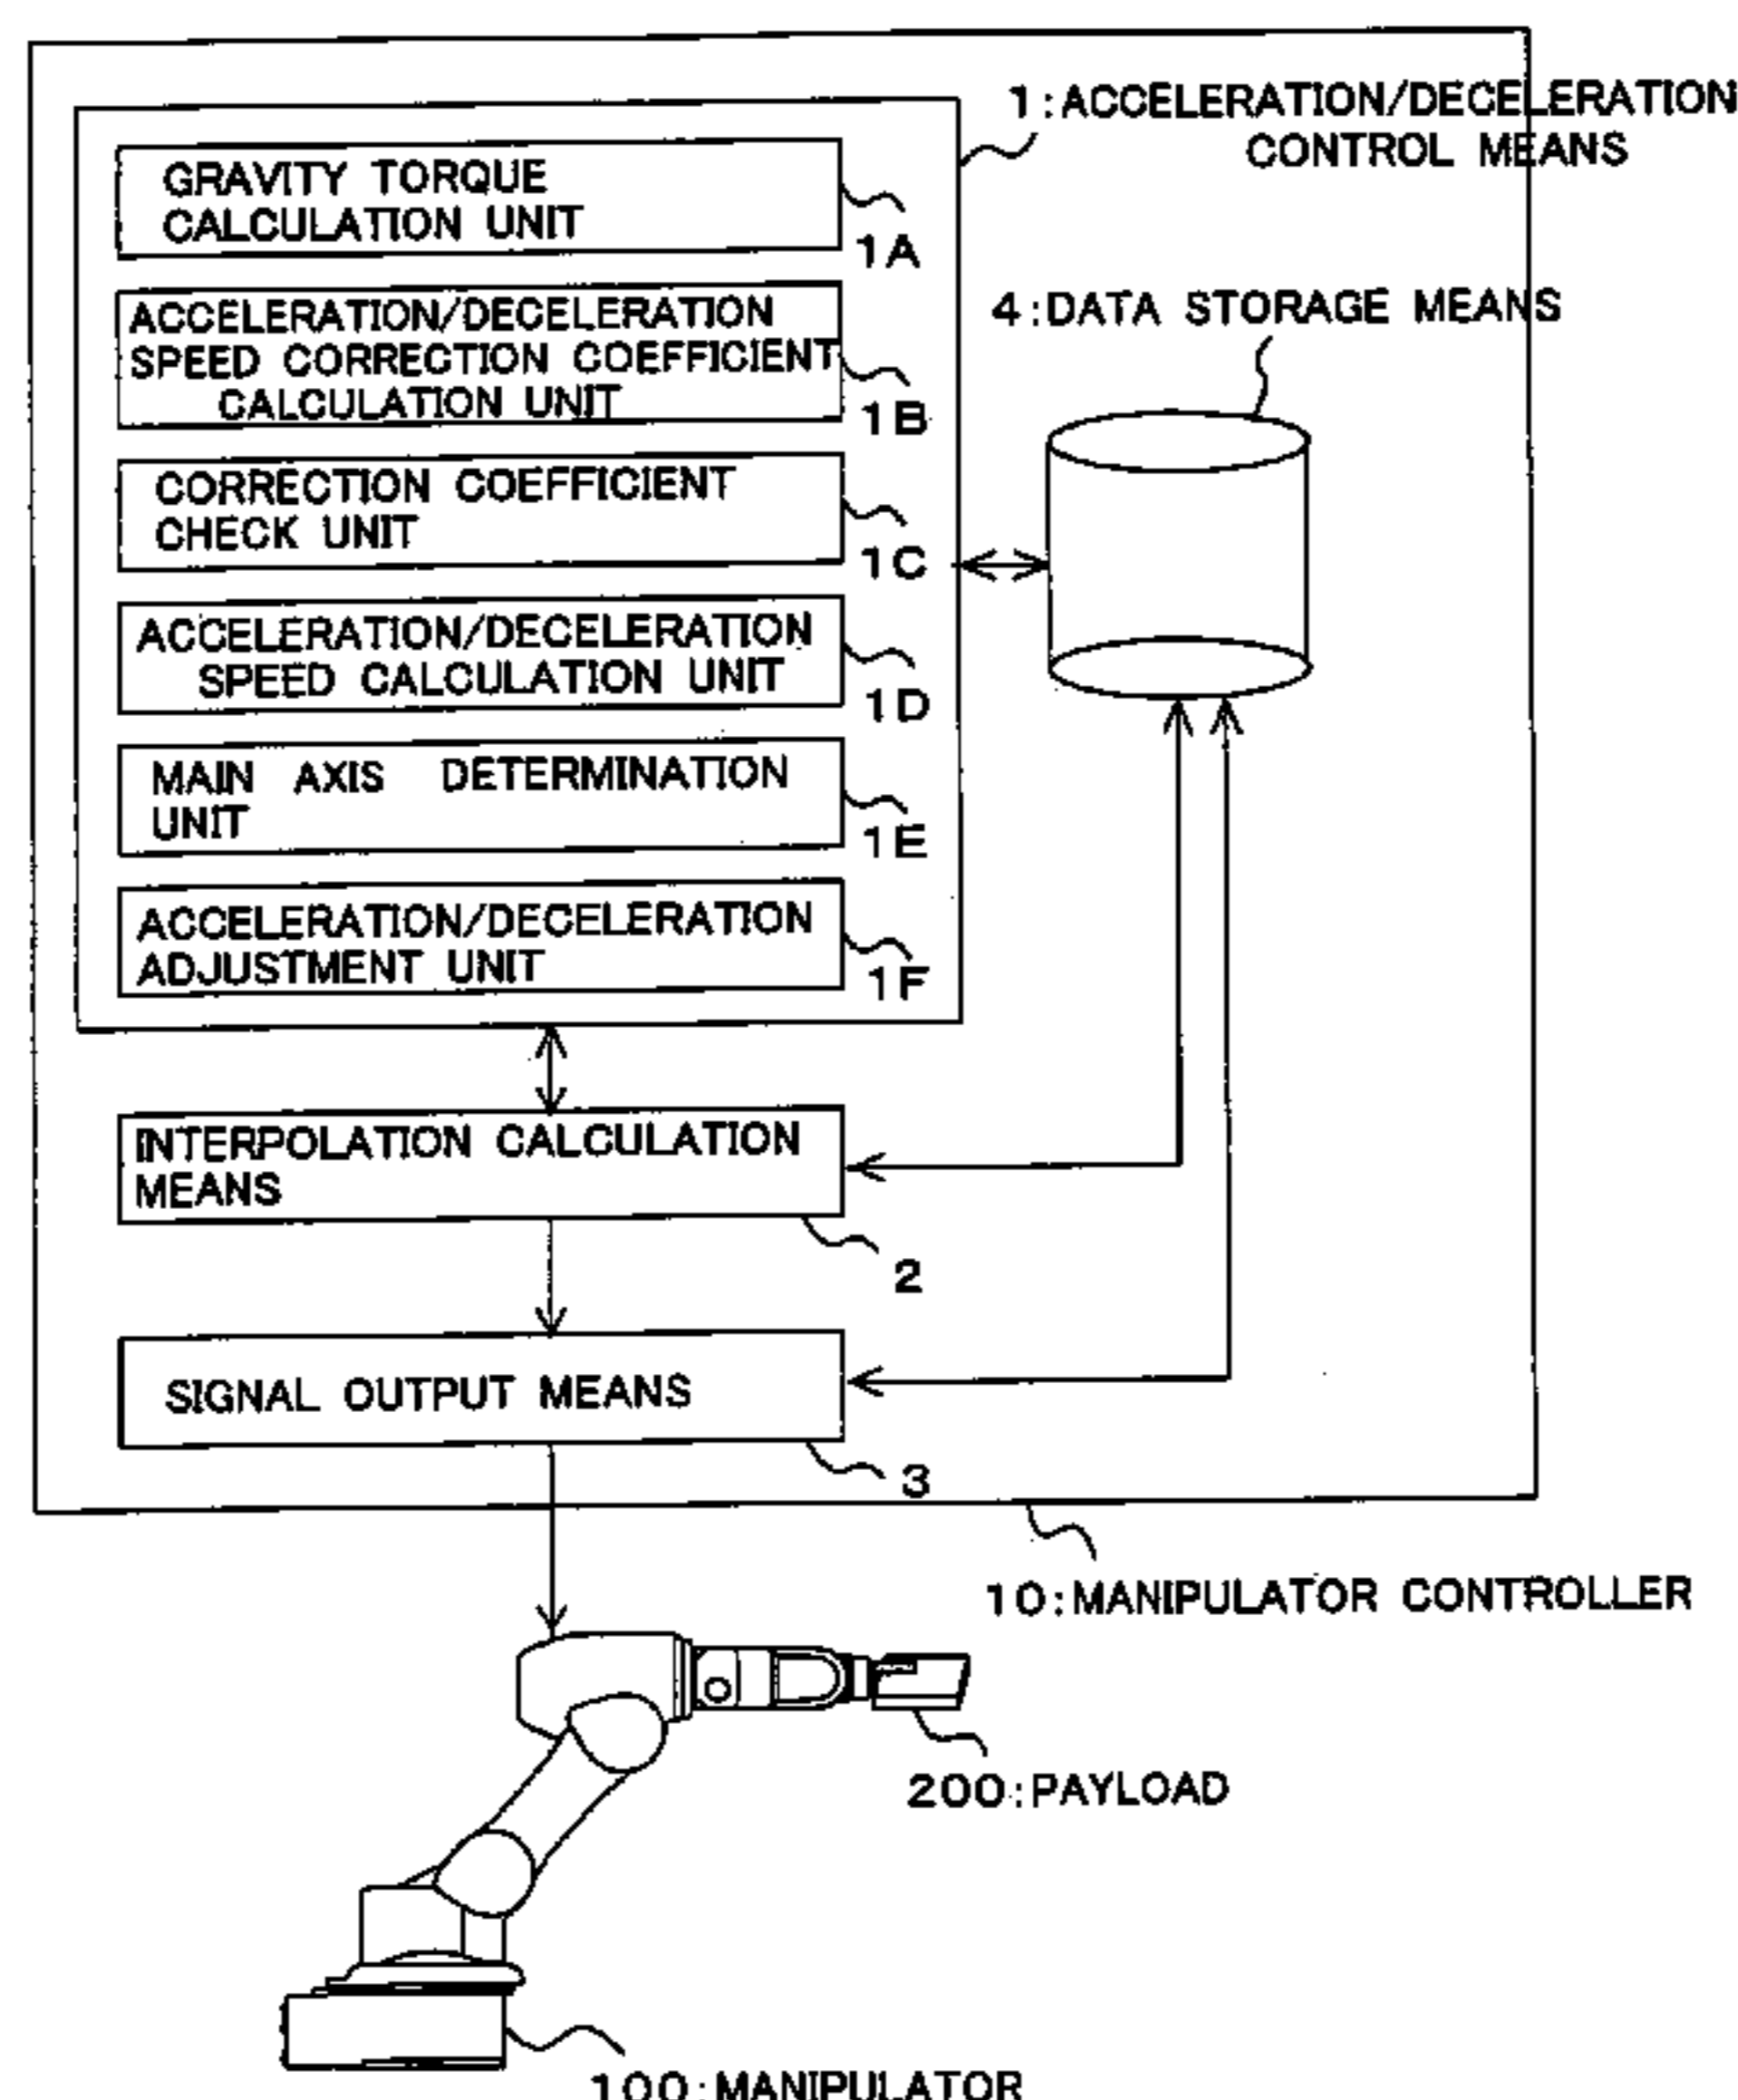 1:ACCELERATION/DECELERATION
CONTROL MEANS
GRAVITY TORQUE
CALCULATION UNIT
1A
ACCELERATION/DECELERATION
SPEED CORRECTION COEFFICIENT
CALCULATION UNIT
1B
4:DATA STORAGE MEANS
CORRECTION COEFFICIENT
CHECK UNIT
1C
ACCELERATION/DECELERATION
SPEED CALCULATION UNIT
1D
MAIN AXIS DETERMINATION
UNIT
1E
ACCELERATION/DECELERATION
ADJUSTMENT UNIT
1F
INTERPOLATION CALCULATION
MEANS
2
SIGNAL OUTPUT MEANS
3
10:MANIPULATOR CONTROLLER
200:PAYLOAD
100:MANIPULATOR